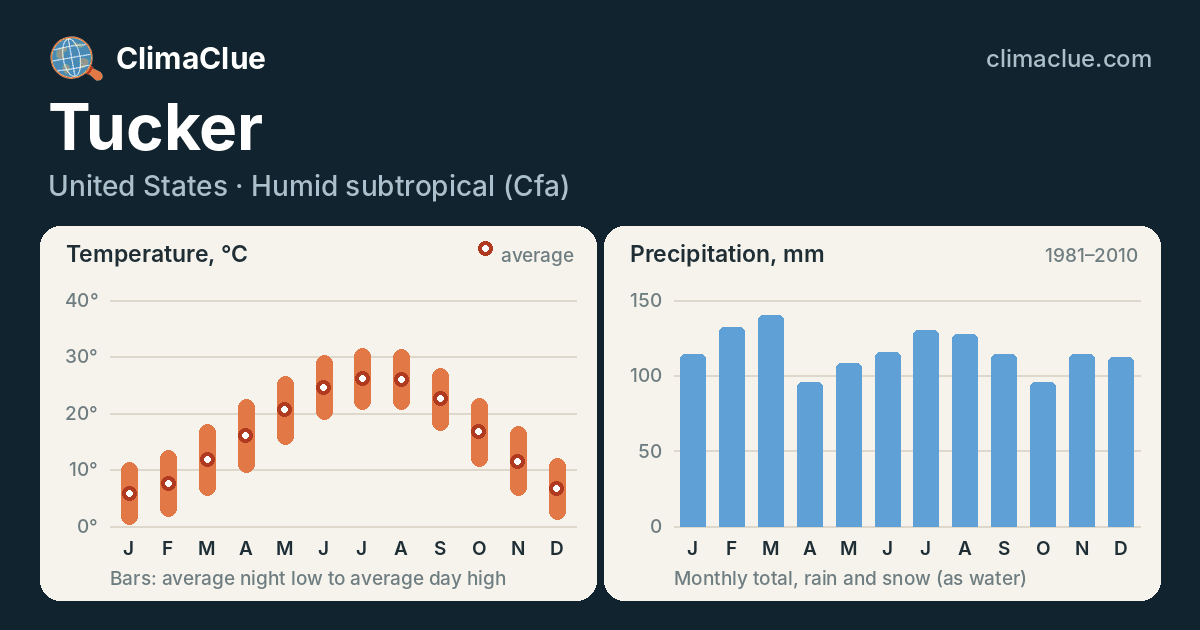 ClimaClue
climaclue.com
Tucker
United States · Humid subtropical (Cfa)
Temperature, °C
average
40°
30°
20°
10°
0°
J F M A M J J A S O N D
Bars: average night low to average day high
Precipitation, mm
1981–2010
150
100
50
0
J F M A M J J A S O N D
Monthly total, rain and snow (as water)